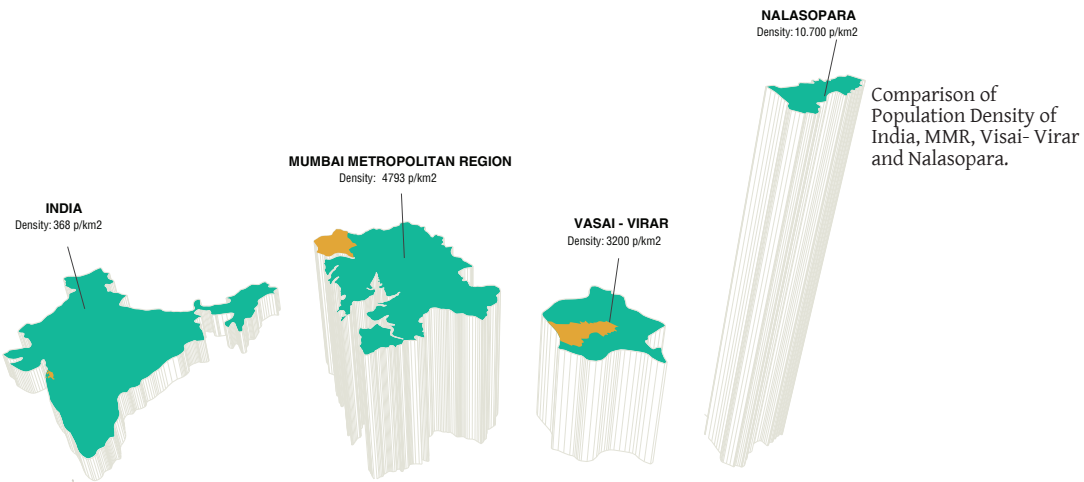 INDIA
Density: 368 p/km2
MUMBAI METROPOLITAN REGION
Density: 4793 p/km2
VASAI - VIRAR
Density: 3200 p/km2
NALASOPARA
Density: 10.700 p/km2
Comparison of
Population Density of
India, MMR, Visai- Virar
and Nalasopara.